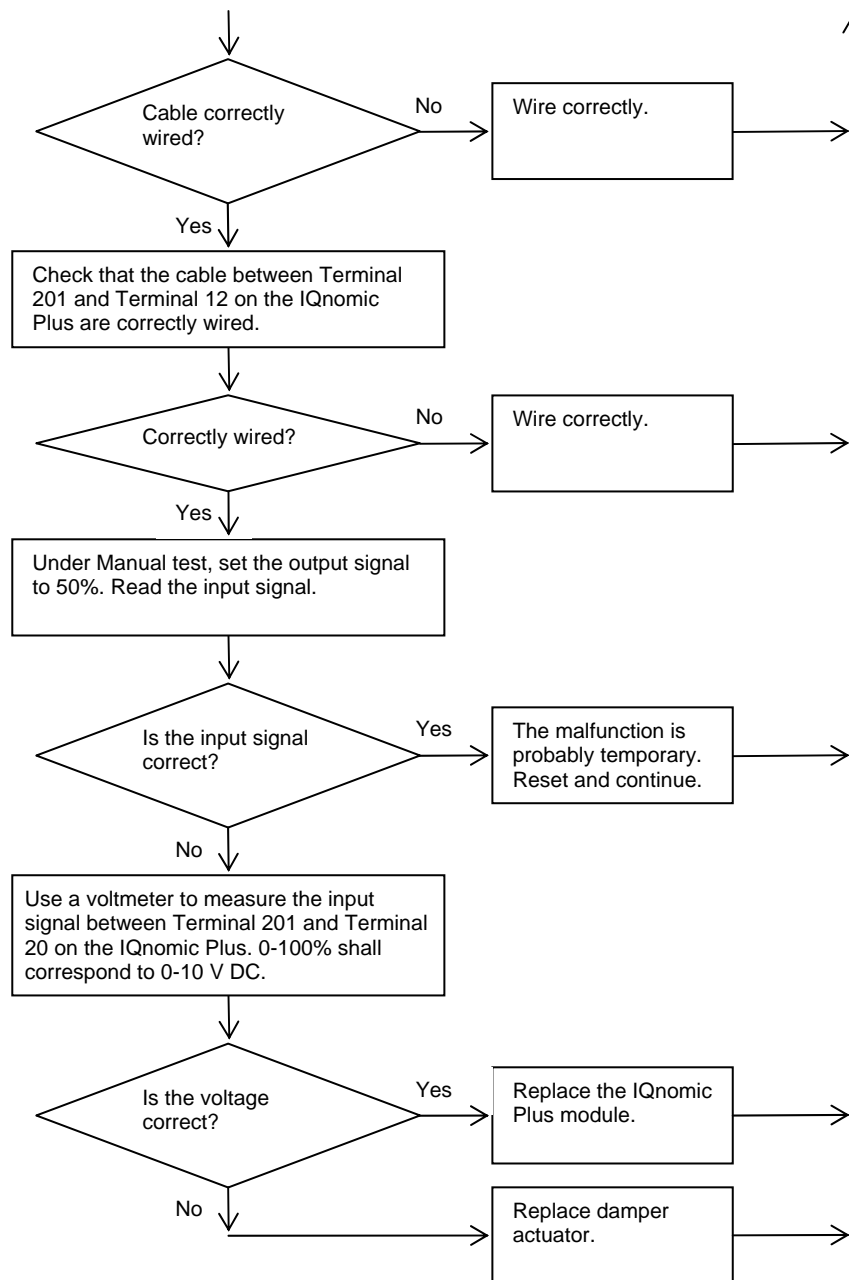 Cable correctly
wired?
No
Wire correctly.
Yes
Check that the cable between Terminal
201 and Terminal 12 on the IQnomic
Plus are correctly wired.
Correctly wired?
No
Wire correctly.
Yes
Under Manual test, set the output signal
to 50%. Read the input signal.
Is the input signal
correct?
Yes
The malfunction is
probably temporary.
Reset and continue.
No
Use a voltmeter to measure the input
signal between Terminal 201 and Terminal
20 on the IQnomic Plus. 0-100% shall
correspond to 0-10 V DC.
Is the voltage
correct?
Yes
Replace the IQnomic
Plus module.
No
Replace damper
actuator.